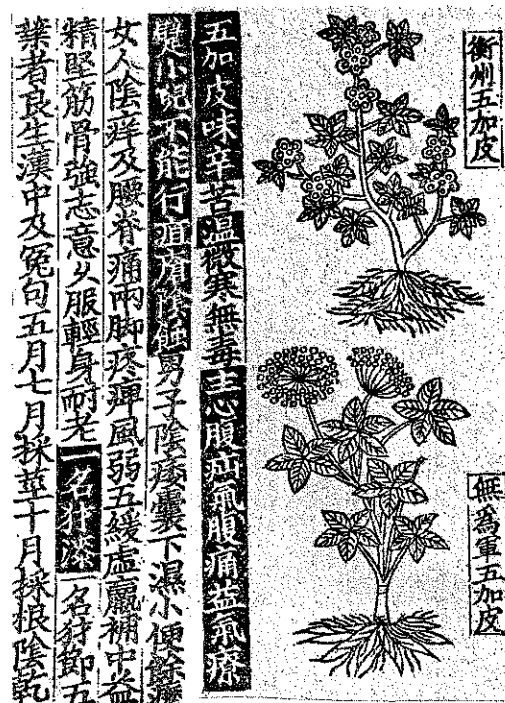 衡州五加皮
無爲軍五加皮
五加皮味辛苦温微寒無毒主心腹疝氣腹痛益氣療
躄小兒不能行疽瘡陰蝕男子陰痿囊下濕小便餘瀝
女人陰痒及腰脊痛兩脚疼痺風弱五緩虛羸補中益
精堅筋骨強志意久服輕身耐老一名犲漆一名犲節五
葉者良生漢中及冤句五月七月採莖十月採根陰乾